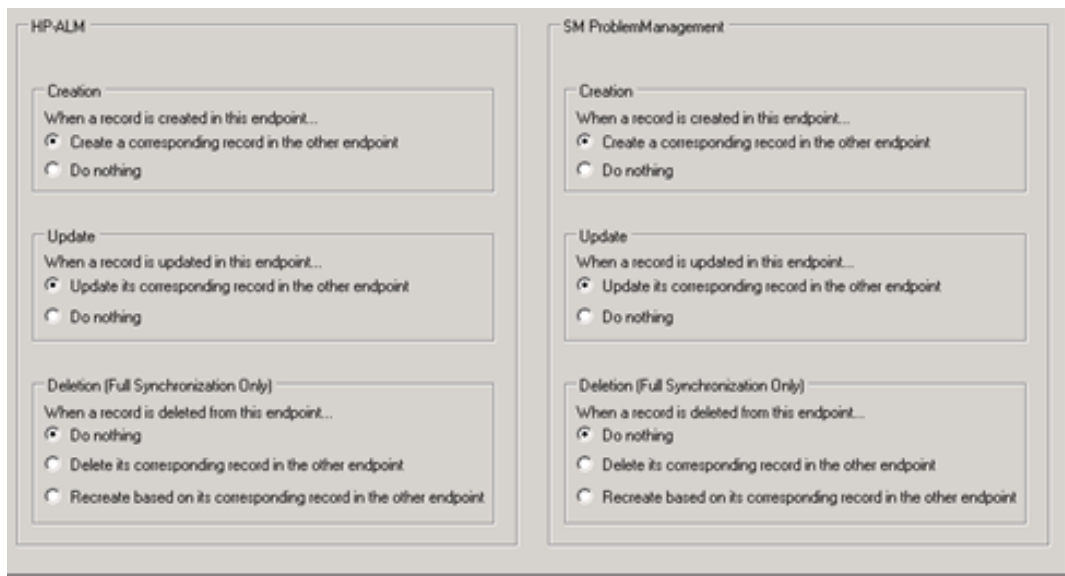 HP-ALM
Creation
When a record is created in this endpoint...
Create a corresponding record in the other endpoint
Do nothing
Update
When a record is updated in this endpoint...
Update its corresponding record in the other endpoint
Do nothing
Deletion (Full Synchronization Only)
When a record is deleted from this endpoint...
Do nothing
Delete its corresponding record in the other endpoint
Recreate based on its corresponding record in the other endpoint
SM ProblemManagement
Creation
When a record is created in this endpoint...
Create a corresponding record in the other endpoint
Do nothing
Update
When a record is updated in this endpoint...
Update its corresponding record in the other endpoint
Do nothing
Deletion (Full Synchronization Only)
When a record is deleted from this endpoint...
Do nothing
Delete its corresponding record in the other endpoint
Recreate based on its corresponding record in the other endpoint